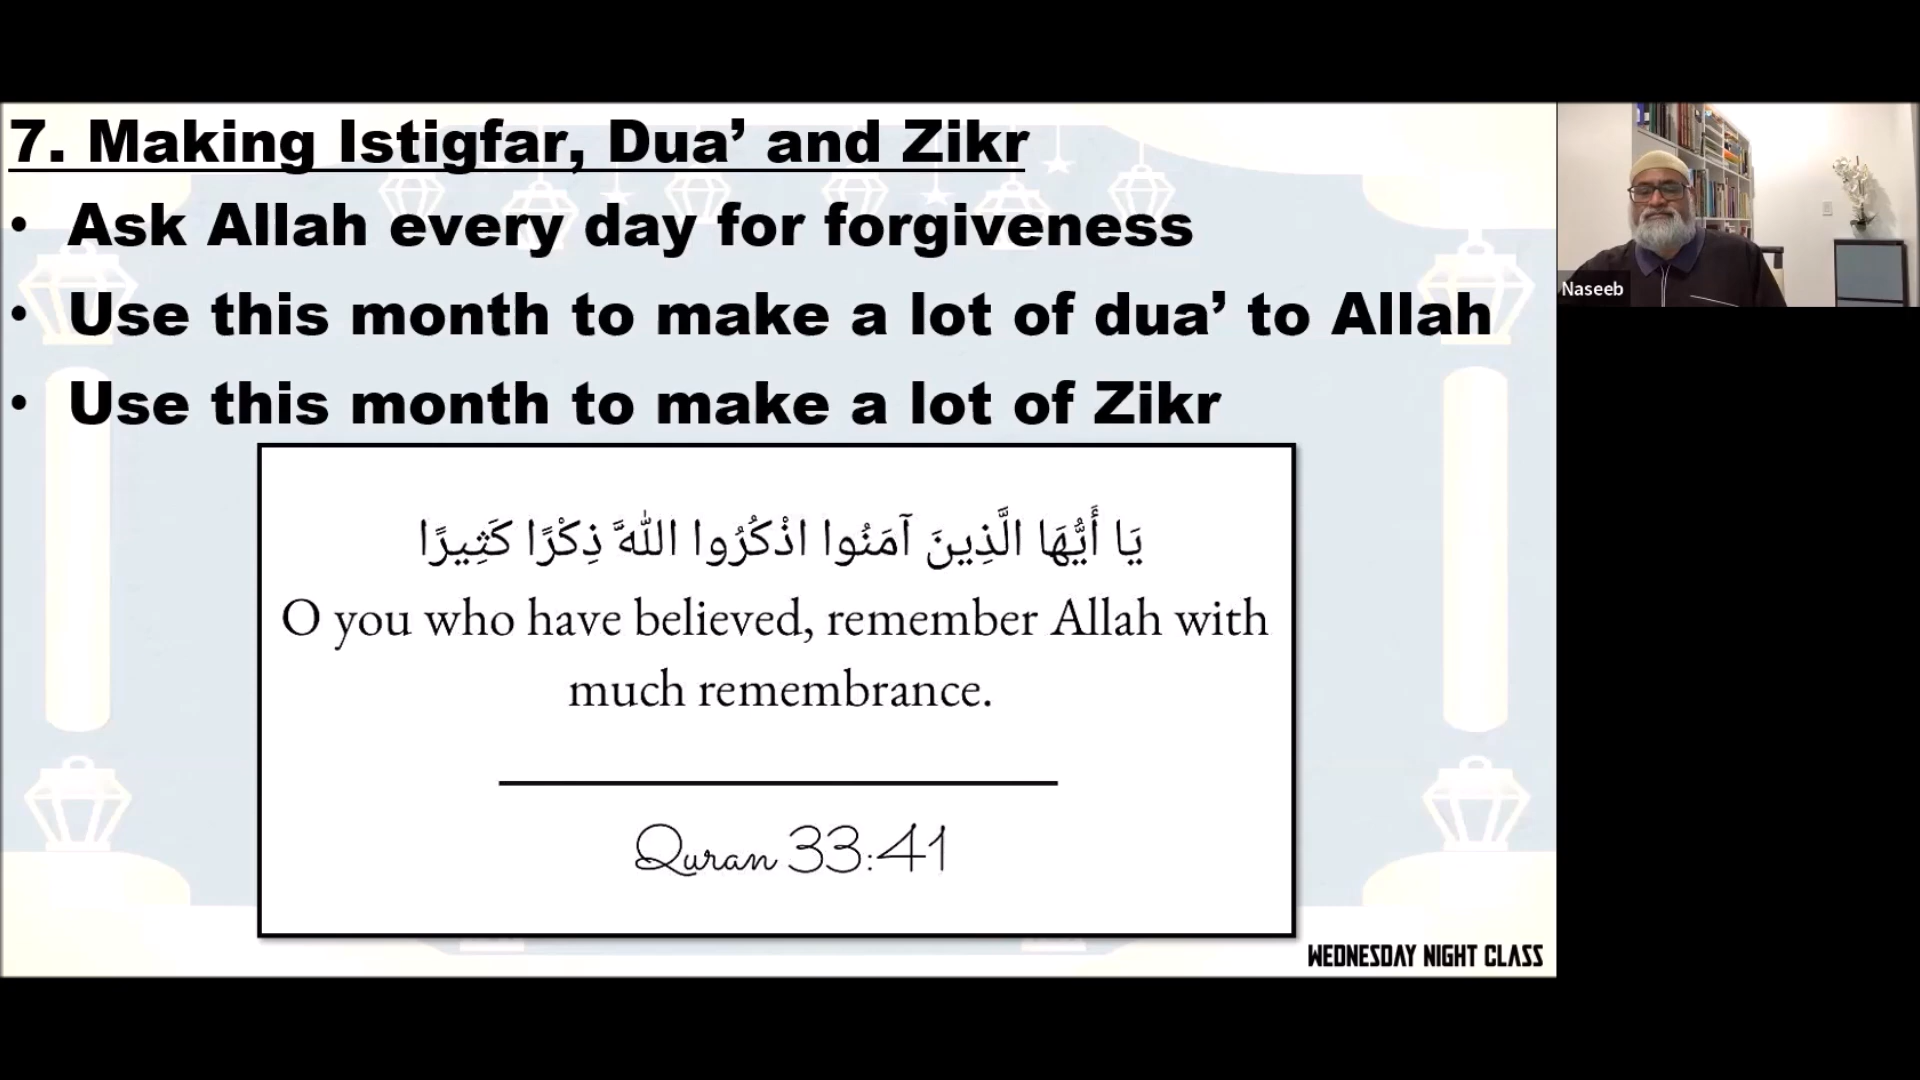 7. Making Istigfar, Dua’ and Zikr
• Ask Allah every day for forgiveness
• Use this month to make a lot of dua’ to Allah
• Use this month to make a lot of Zikr
يَا أَيُّهَا الَّذِينَ آمَنُوا اذْكُرُوا اللَّهَ ذِكْرًا كَثِيرًا
O you who have believed, remember Allah with
much remembrance.
Quran 33:41
WEDNESDAY NIGHT CLASS
Naseeb